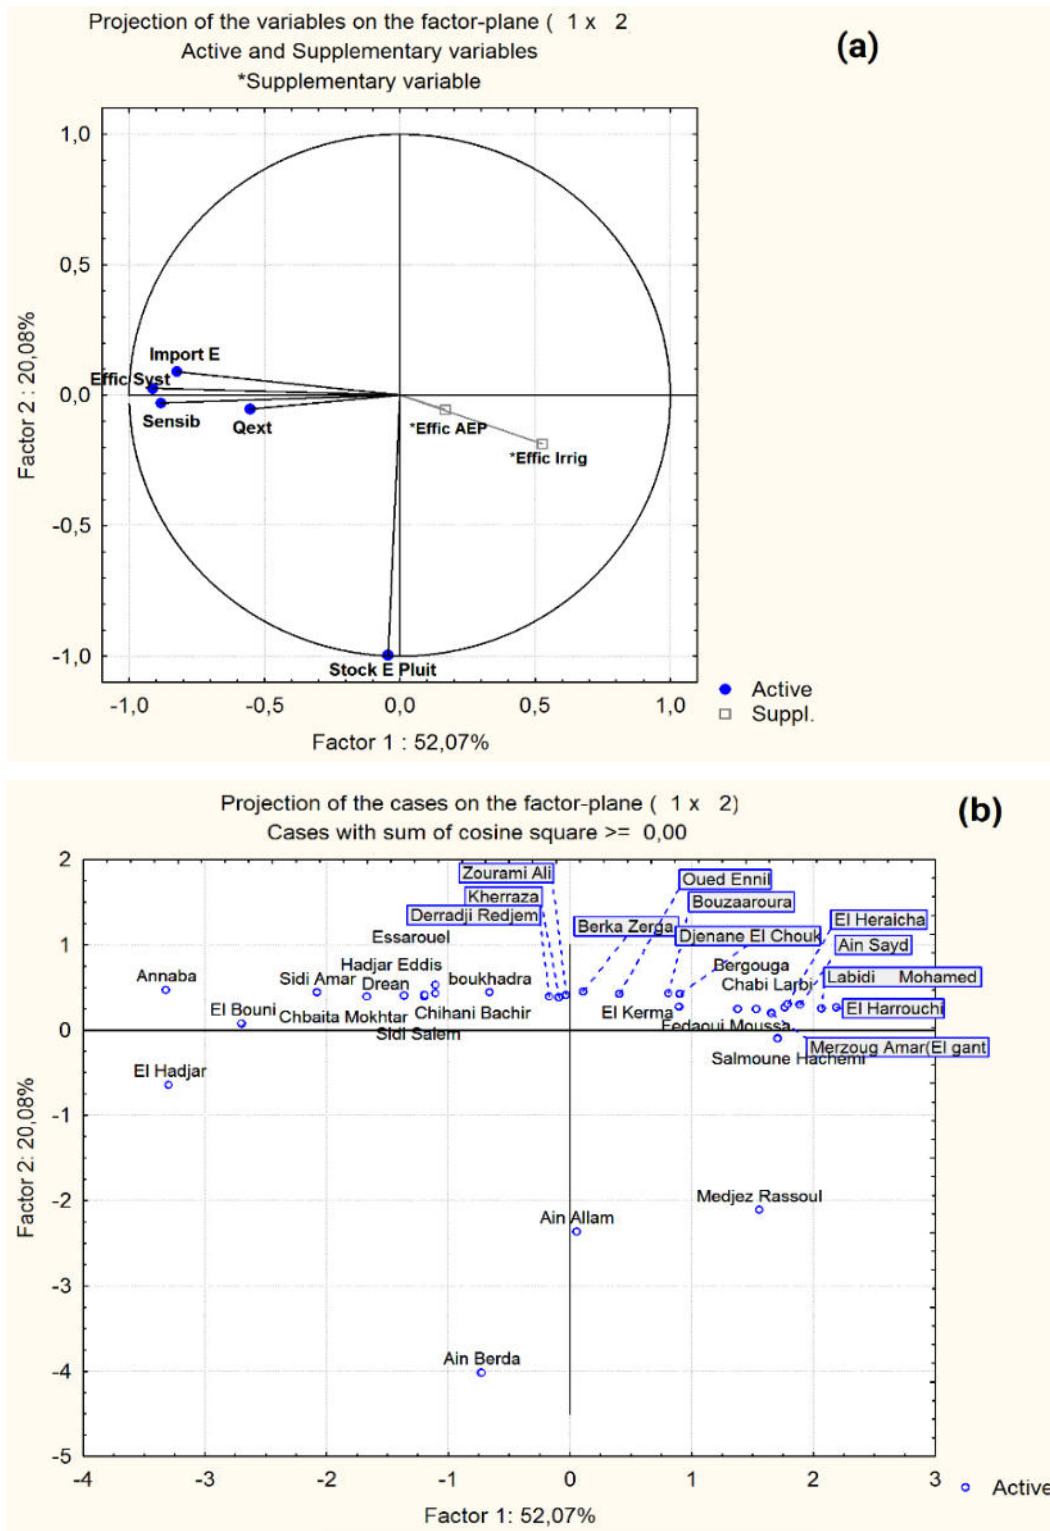 Projection of the variables on the factor-plane ( 1 x 2
Active and Supplementary variables
*Supplementary variable
(a)
1,0
0,5
0,0
-0,5
-1,0
Factor 2 : 20,08%
Import E
Effic Syst
Sensib
Qext
*Effic AEP
*Effic Irrig
Stock E Pluit
-1,0 -0,5 0,0 0,5 1,0
Factor 1 : 52,07%
Active
Suppl.
Projection of the cases on the factor-plane ( 1 x 2)
Cases with sum of cosine square >= 0,00
(b)
2
1
0
-1
-2
-3
-4
-5
Factor 2: 20,08%
Zourami Ali
Oued Ennil
Kherraza
Bouzaaroura
Derradji Redjem
El Heraicha
Berka Zerga
Essarouel
Djenane El Chouk
Ain Sayd
Hadjar Eddis
Bergouga
Annaba
Sidi Amar
Drean
boukhadra
Chabi Larbi
Labidi Mohamed
El Bouni
Chbaita Mokhtar
Chihani Bachir
El Kerma
El Harrouchi
Sidi Salem
Fedaoui Moussa
Merzoug Amar(El gant
Salmoune Hachemi
El Hadjar
Medjez Rassoul
Ain Allam
Ain Berda
-4 -3 -2 -1 0 1 2 3
Factor 1: 52,07%
Active